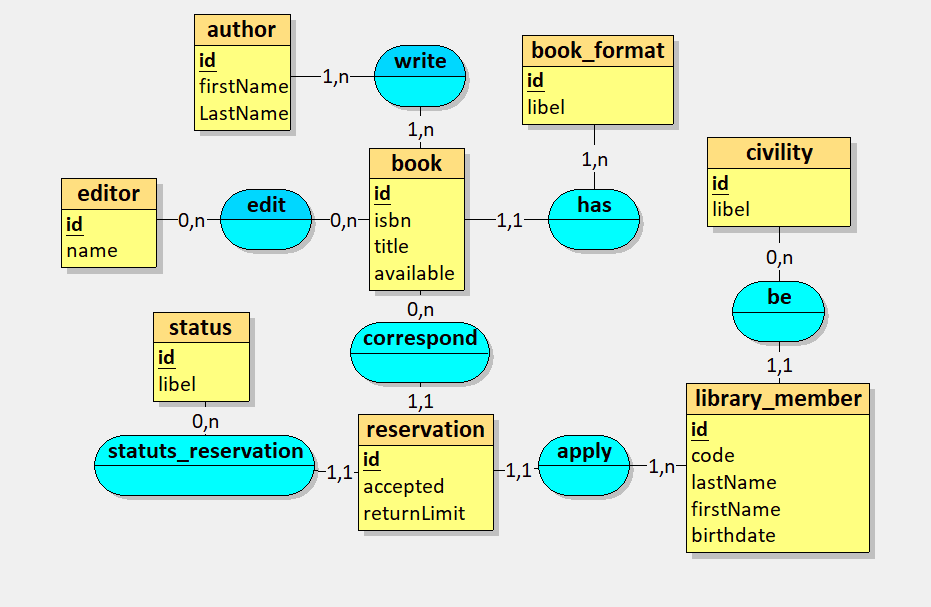 author
id
firstName
LastName
1,n
write
1,n
book_format
id
libel
1,n
civility
id
libel
0,n
editor
id
name
0,n
edit
0,n
book
id
isbn
title
available
1,1
has
be
1,1
0,n
correspond
1,1
status
id
libel
0,n
statuts_reservation
1,1
reservation
id
accepted
returnLimit
1,1
apply
1,n
library_member
id
code
lastName
firstName
birthdate